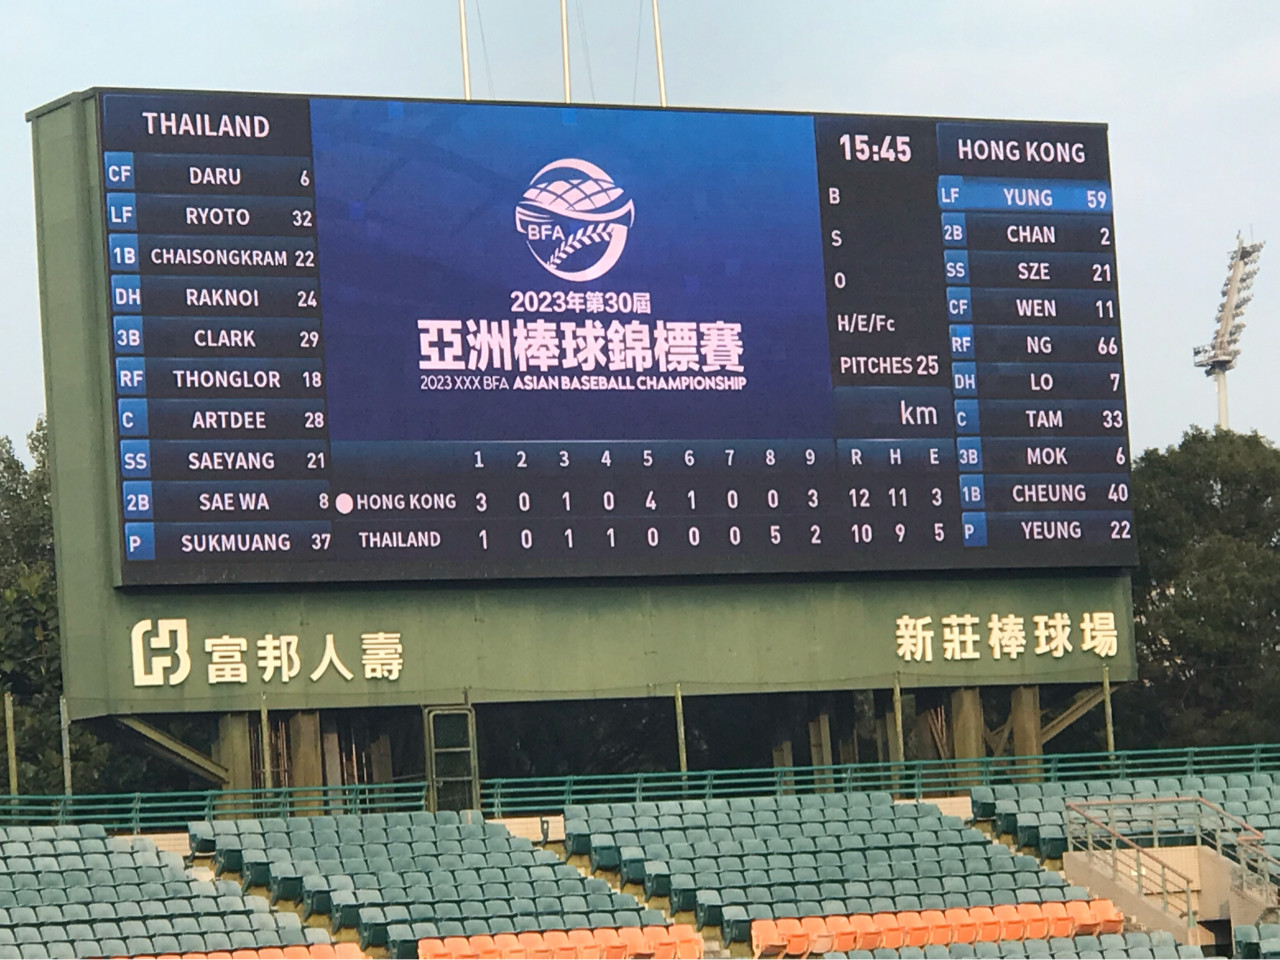 THAILAND
CF DARU 6
LF RYOTO 32
1B CHAISONGKRAM 22
DH RAKNOI 24
3B CLARK 29
RF THONGLOR 18
C ARTDEE 28
SS SAEYANG 21
2B SAE WA 8
P SUKMUANG 37
BFA
2023年第30屆
亞洲棒球錦標賽
2023 XXX BFA ASIAN BASEBALL CHAMPIONSHIP
15:45
B
S
O
H/E/Fc
PITCHES 25
km
HONG KONG
LF YUNG 59
2B CHAN 2
SS SZE 21
CF WEN 11
RF NG 66
DH LO 7
C TAM 33
3B MOK 6
1B CHEUNG 40
P YEUNG 22
1 2 3 4 5 6 7 8 9 R H E
HONG KONG 3 0 1 0 4 1 0 0 3 12 11 3
THAILAND 1 0 1 1 0 0 0 5 2 10 9 5
富邦人壽
新莊棒球場